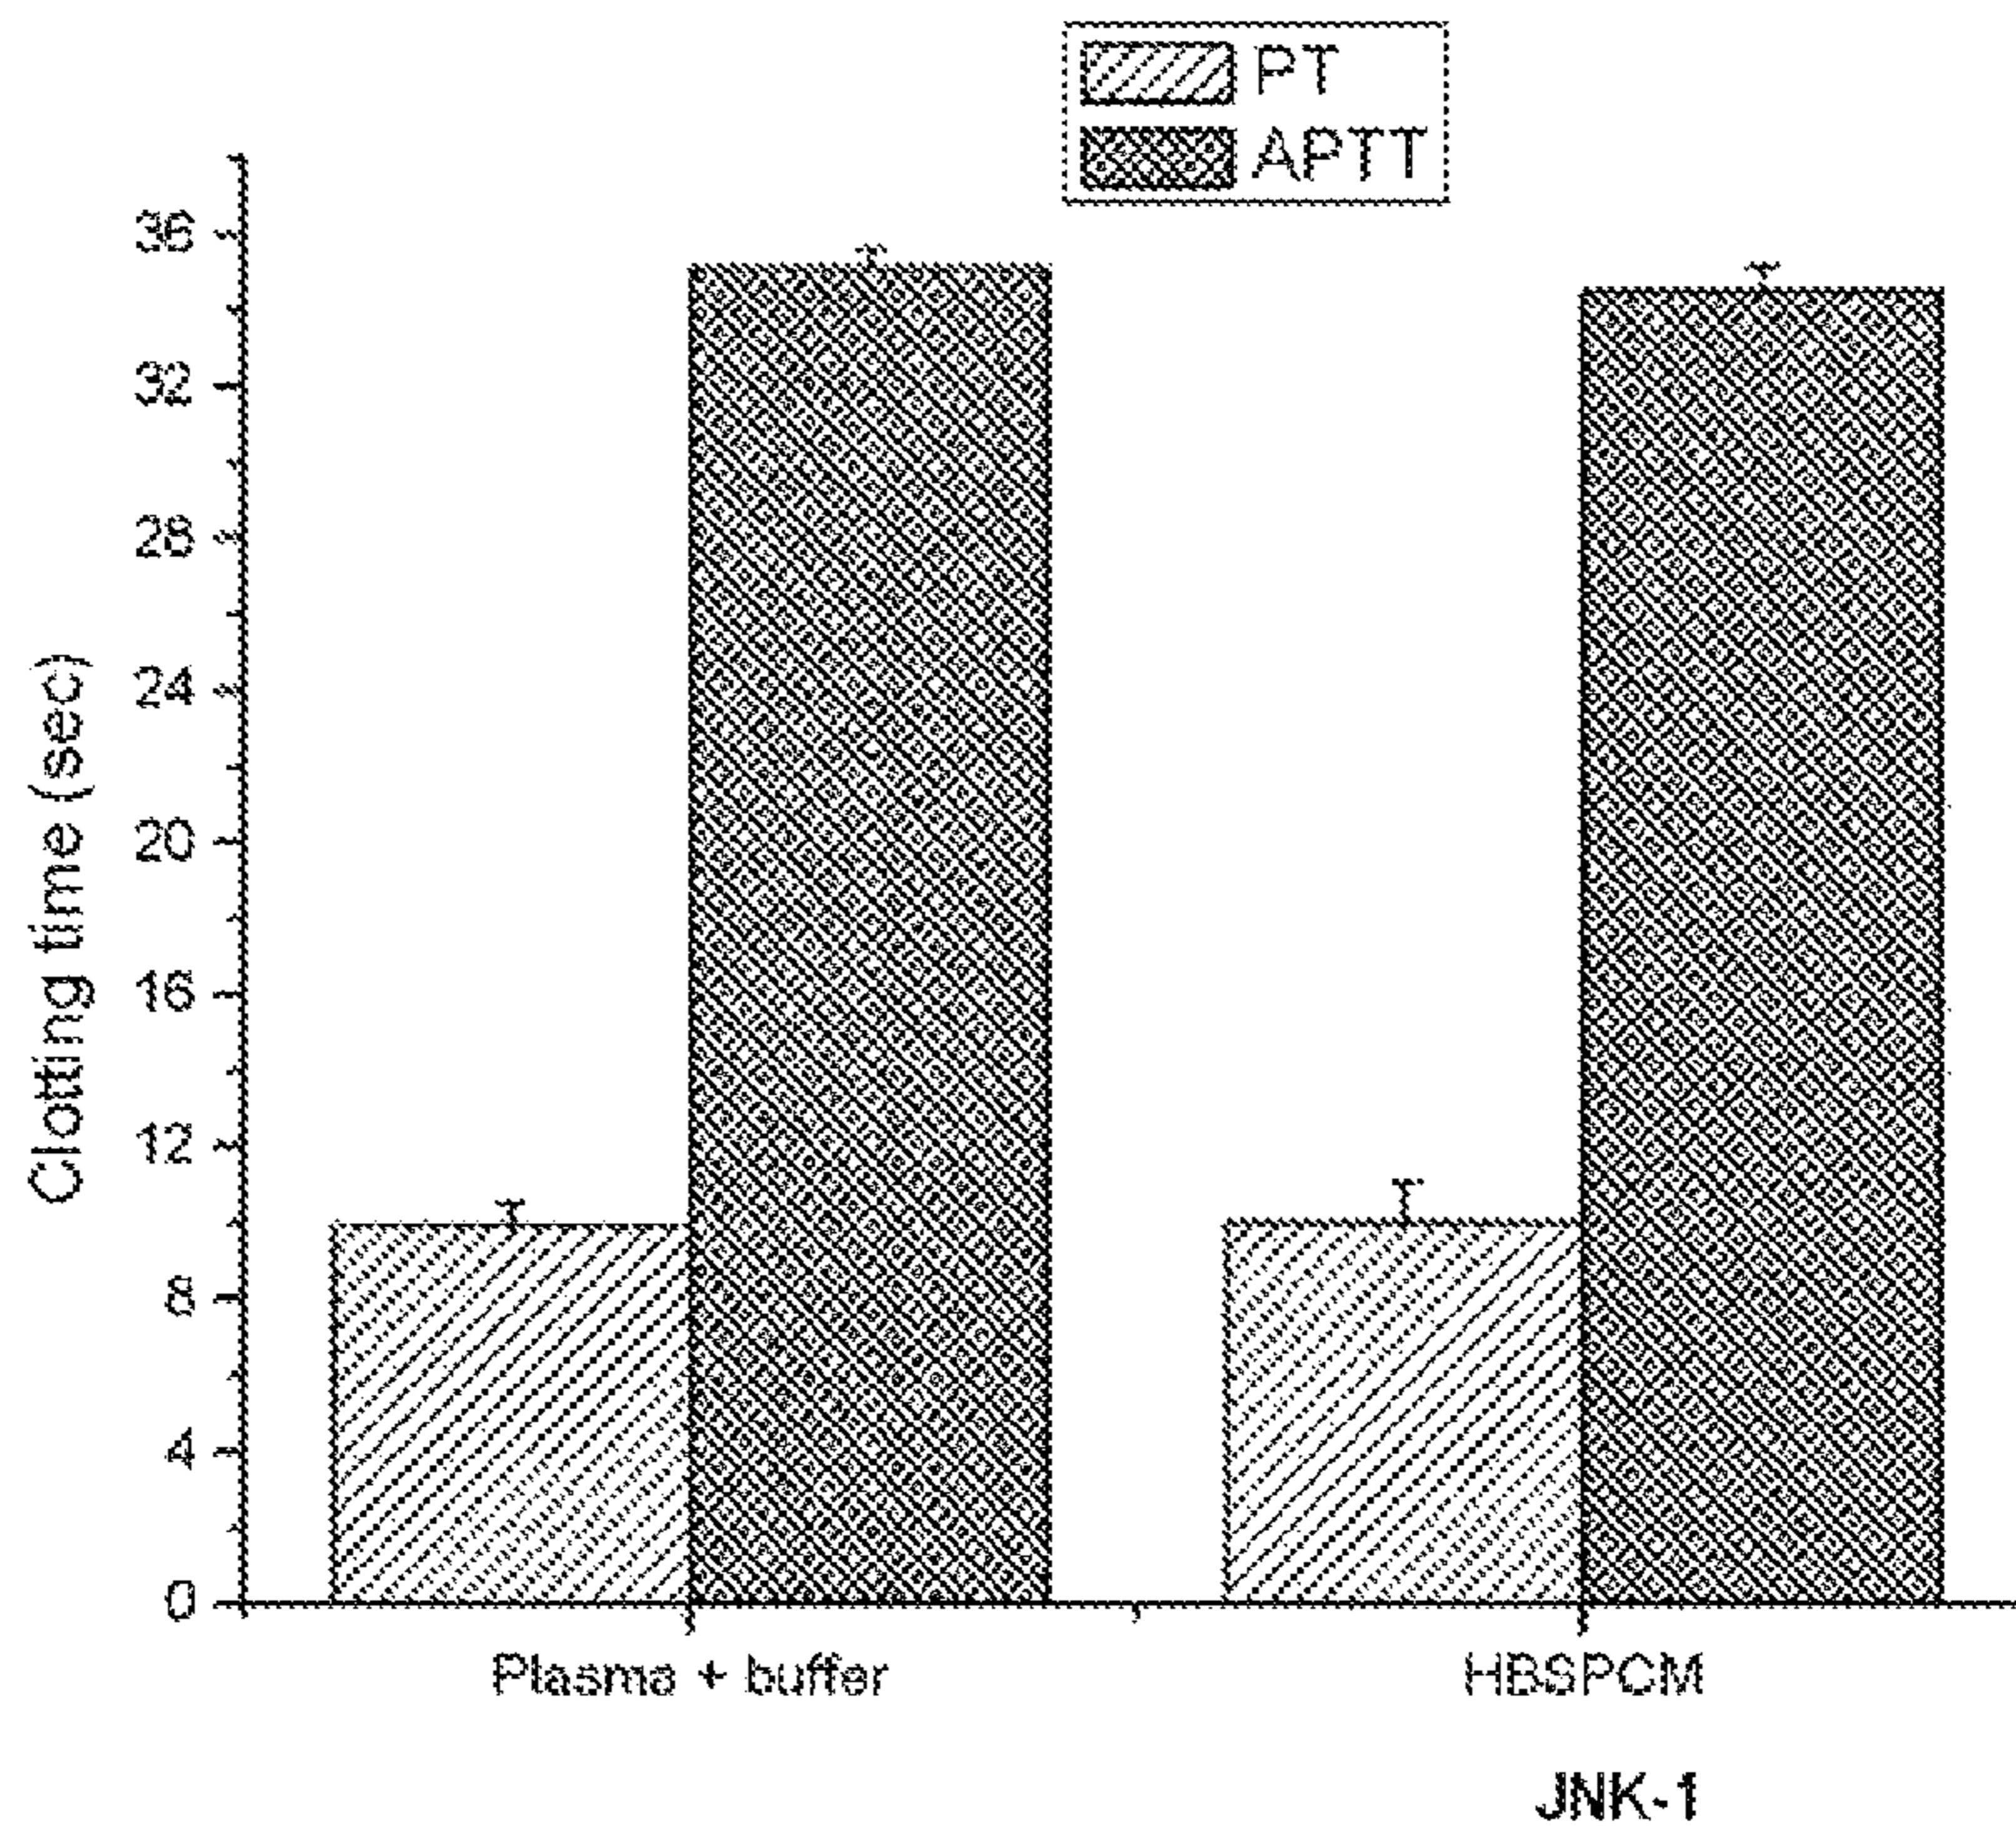 PT
APTT
Clotting time (sec)
36
32
28
24
20
16
12
8
4
0
Plasma + buffer
HBSPCM
JNK-1